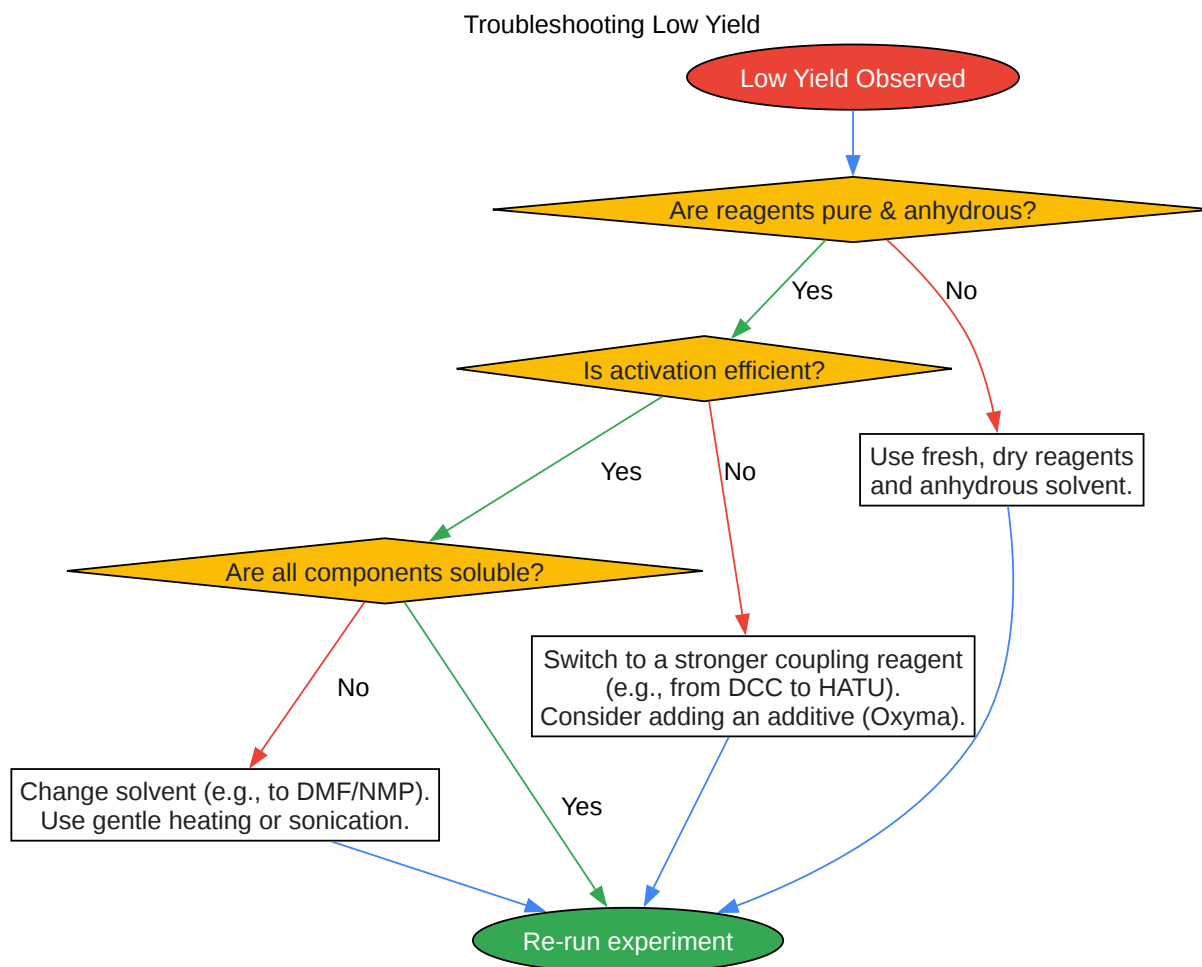 Troubleshooting Low Yield
Low Yield Observed
Are reagents pure & anhydrous?
Yes
No
Is activation efficient?
Yes
No
Use fresh, dry reagents
and anhydrous solvent.
Are all components soluble?
No
Yes
Switch to a stronger coupling reagent
(e.g., from DCC to HATU).
Consider adding an additive (Oxyma).
Change solvent (e.g., to DMF/NMP).
Use gentle heating or sonication.
Re-run experiment